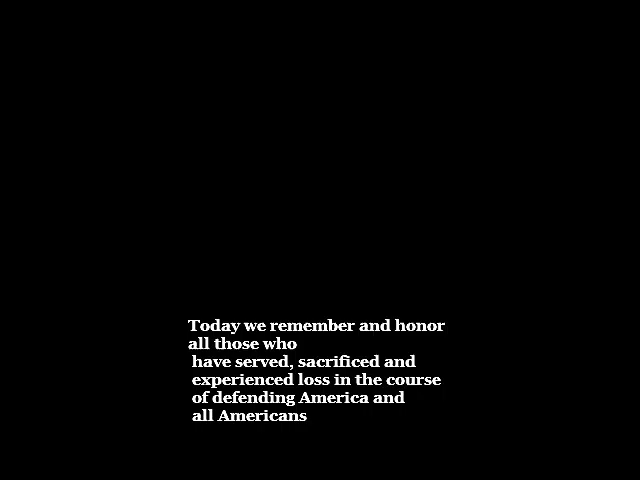 Today we remember and honor
all those who
have served, sacrificed and
experienced loss in the course
of defending America and
all Americans